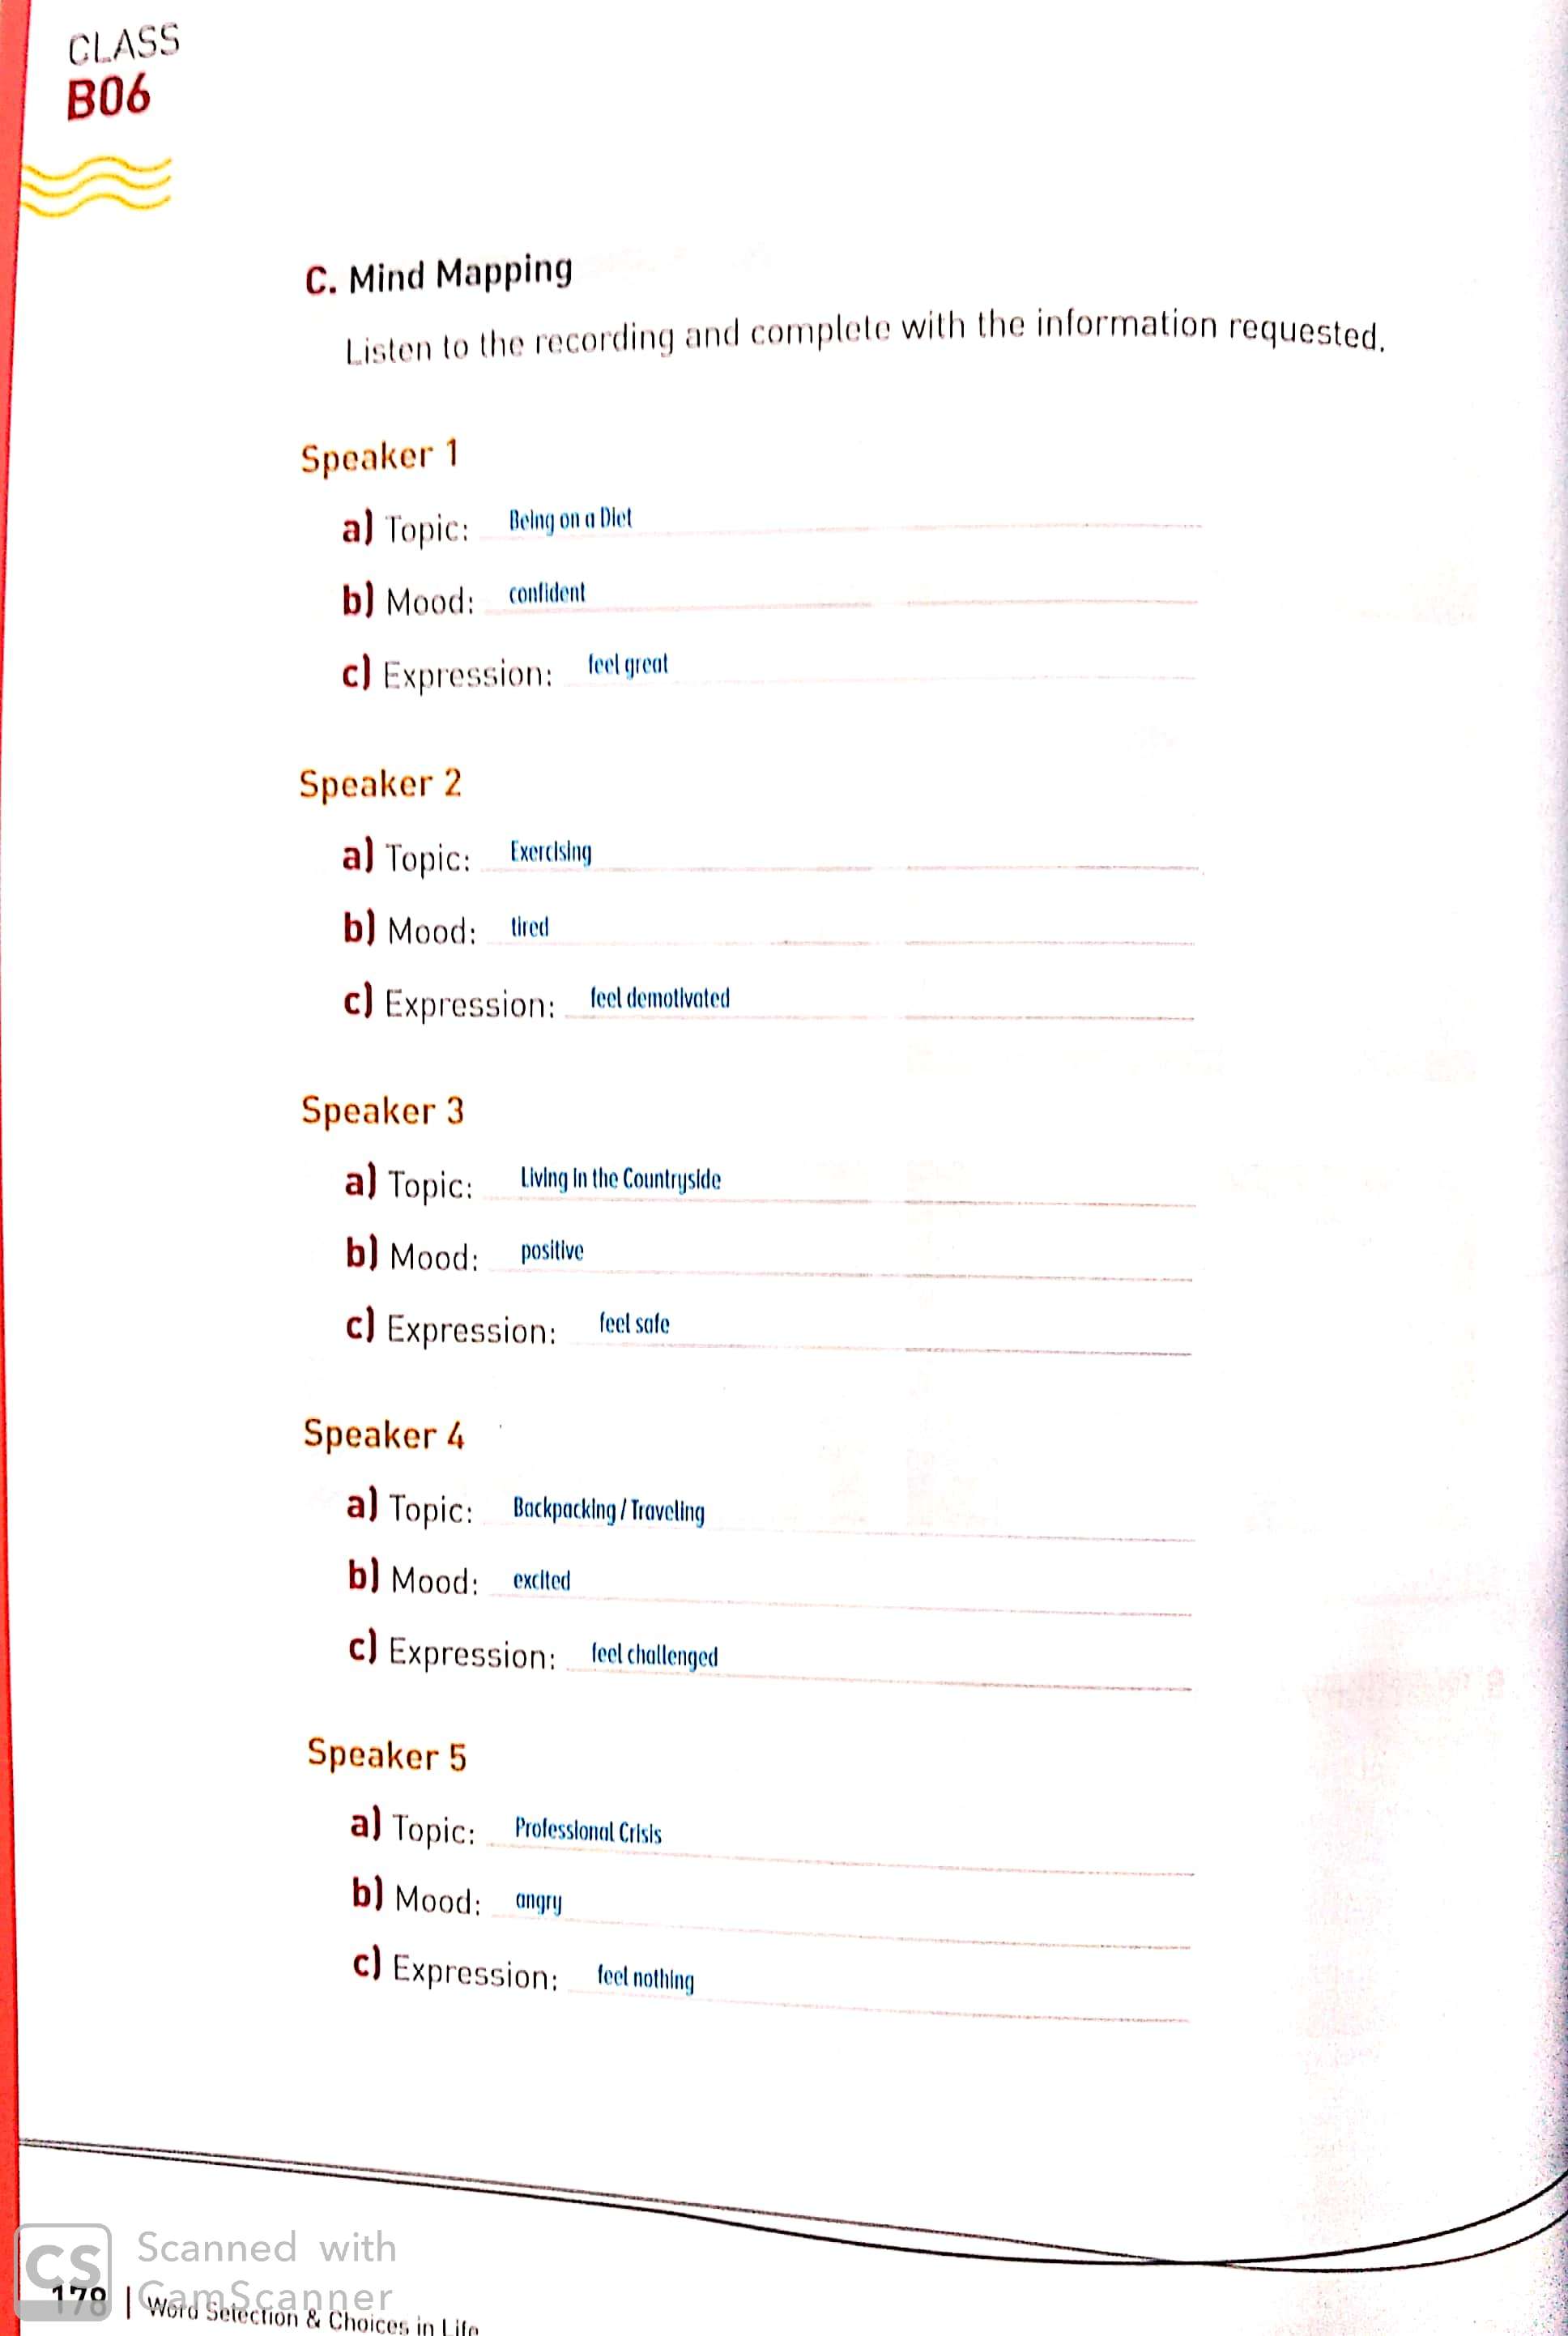 CLASS
B06
C. Mind Mapping
Listen to the recording and complete with the information requested.
Speaker 1
a) Topic: Being on a Diet
b) Mood: confident
c) Expression: feel great
Speaker 2
a) Topic: Exercising
b) Mood: tired
c) Expression: feel demotivated
Speaker 3
a) Topic: Living in the Countryside
b) Mood: positive
c) Expression: feel safe
Speaker 4
a) Topic: Backpacking / Traveling
b) Mood: excited
c) Expression: feel challenged
Speaker 5
a) Topic: Professional Crisis
b) Mood: angry
c) Expression: feel nothing
CS
Scanned with
CamScanner
178 | Word Selection & Choices in Life